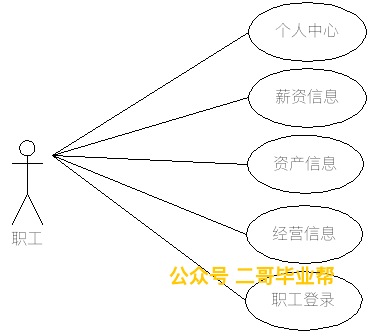 个人中心
薪资信息
资产信息
职工
经营信息
公众号 二哥毕业帮
职工登录